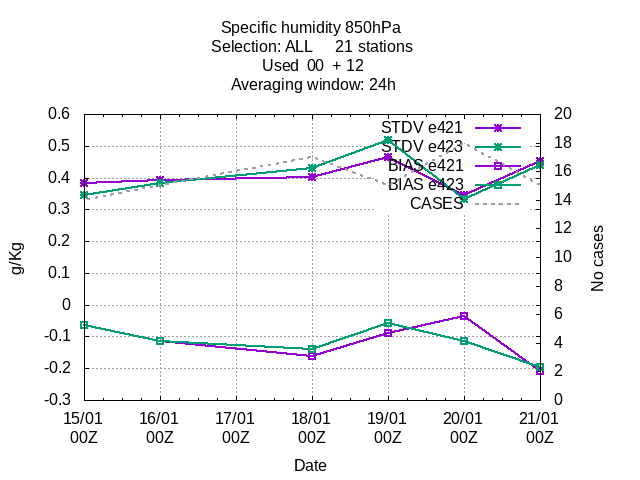 Specific humidity 850hPa
Selection: ALL     21 stations
Used  00  + 12
Averaging window: 24h
0.6
0.5
0.4
0.3
0.2
0.1
0
-0.1
-0.2
-0.3
g/Kg
STDV e421
STDV e423
BIAS e421
BIAS e423
CASES
20
18
16
14
12
10
8
6
4
2
0
No cases
15/01 16/01 17/01 18/01 19/01 20/01 21/01
00Z 00Z 00Z 00Z 00Z 00Z 00Z
Date